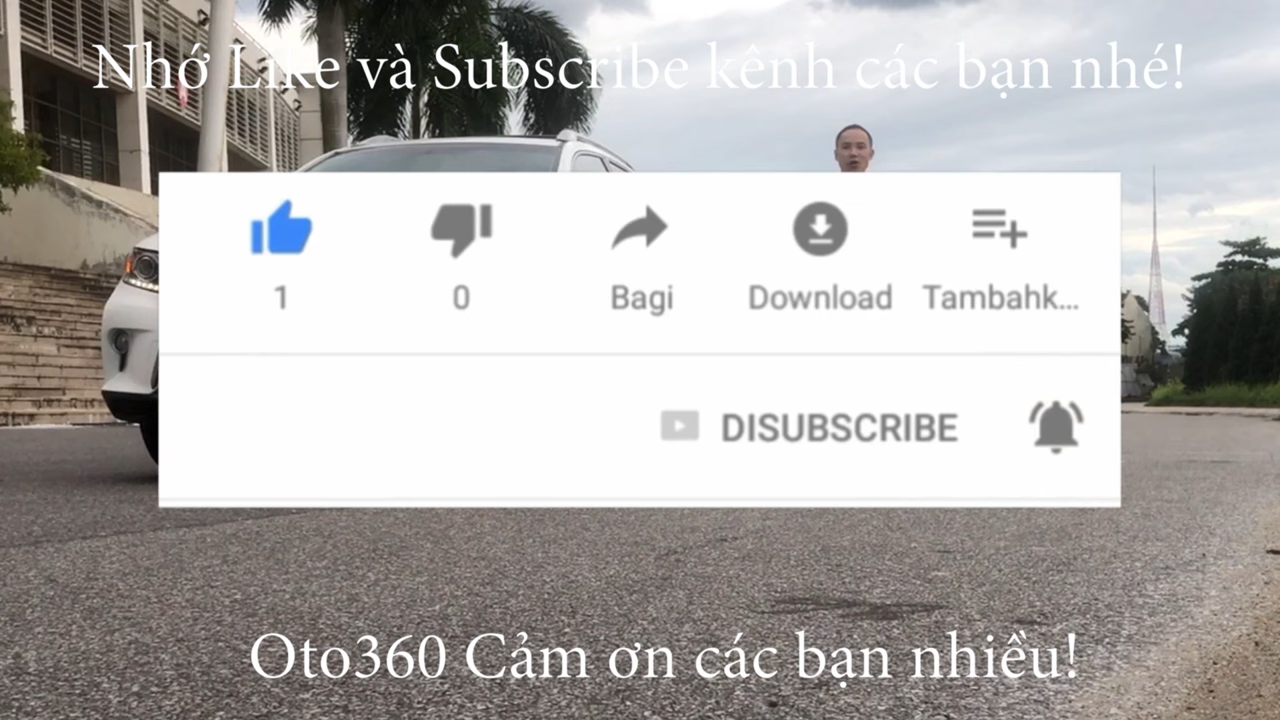 Nhớ Like và Subscribe kênh các bạn nhé!
1 0 Bagi Download Tambahk...
DISUBSCRIBE
Oto360 Cảm ơn các bạn nhiều!